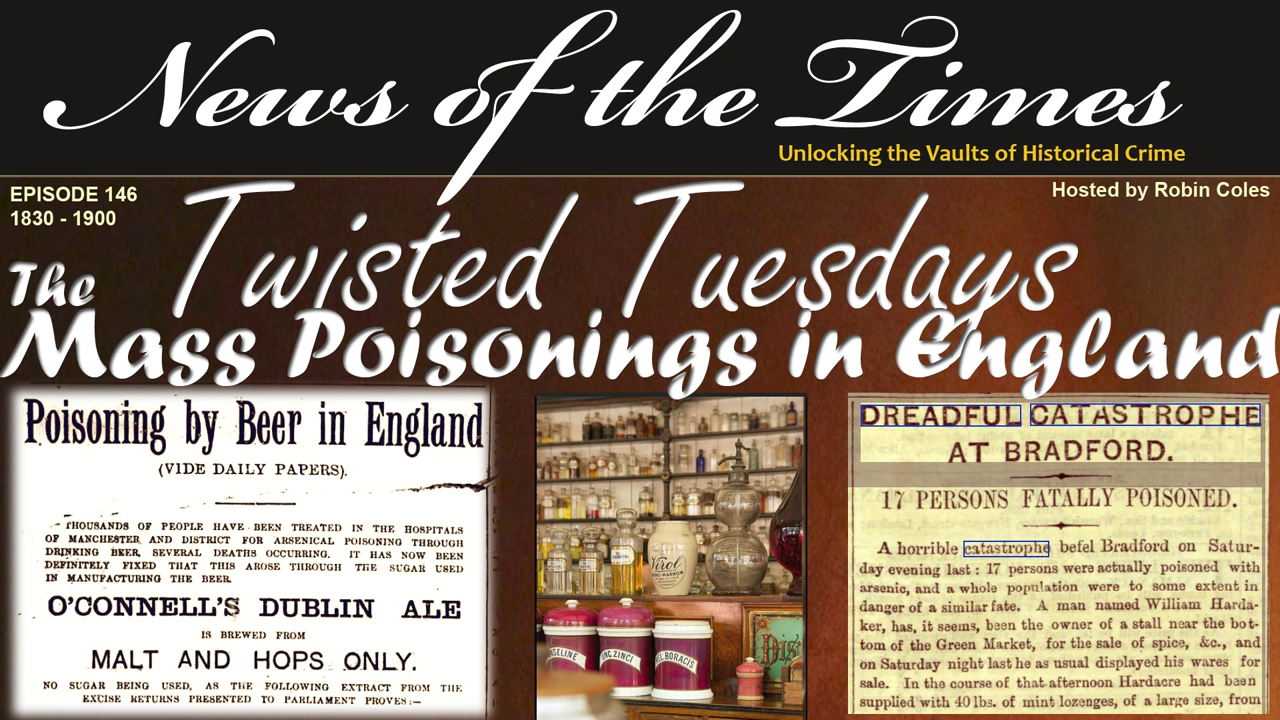 News of the Times
Unlocking the Vaults of Historical Crime
EPISODE 146
1830 - 1900
Hosted by Robin Coles
Twisted Tuesdays
The
Mass Poisonings in England
Poisoning by Beer in England
(VIDE DAILY PAPERS).
THOUSANDS OF PEOPLE HAVE BEEN TREATED IN THE HOSPITALS
OF MANCHESTER AND DISTRICT FOR ARSENICAL POISONING THROUGH
DRINKING BEER, SEVERAL DEATHS OCCURRING. IT HAS NOW BEEN
DEFINITELY FIXED THAT THIS AROSE THROUGH THE SUGAR USED
IN MANUFACTURING THE BEER.
O'CONNELL'S DUBLIN ALE
IS BREWED FROM
MALT AND HOPS ONLY.
NO SUGAR BEING USED, AS THE FOLLOWING EXTRACT FROM THE
EXCISE RETURNS PRESENTED TO PARLIAMENT PROVES:—
Virol
BONE-MARROW
ASELINE
ZINCI
BORACIS
Dis
DREADFUL CATASTROPHE
AT BRADFORD.
17 PERSONS FATALLY POISONED.
A horrible catastrophe befel Bradford on Satur-
day evening last: 17 persons were actually poisoned with
arsenic, and a whole population were to some extent in
danger of a similar fate. A man named William Harda-
ker, has, it seems, been the owner of a stall near the bot-
tom of the Green Market, for the sale of spice, &c., and
on Saturday night last he as usual displayed his wares for
sale. In the course of that afternoon Hardacre had been
supplied with 40 lbs. of mint lozenges, of a large size, from